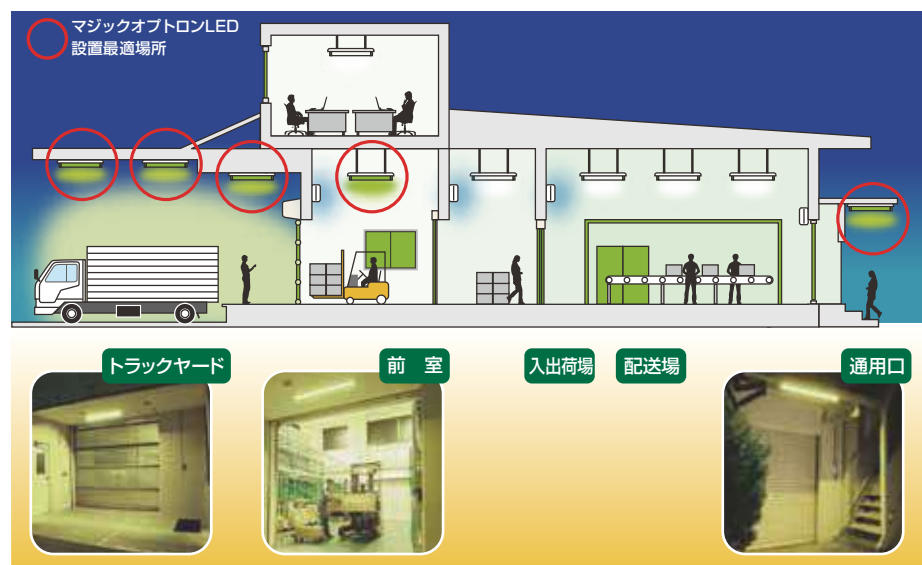 マジックオプトロンLED
設置最適場所
トラックヤード
前 室
入出荷場
配送場
通用口